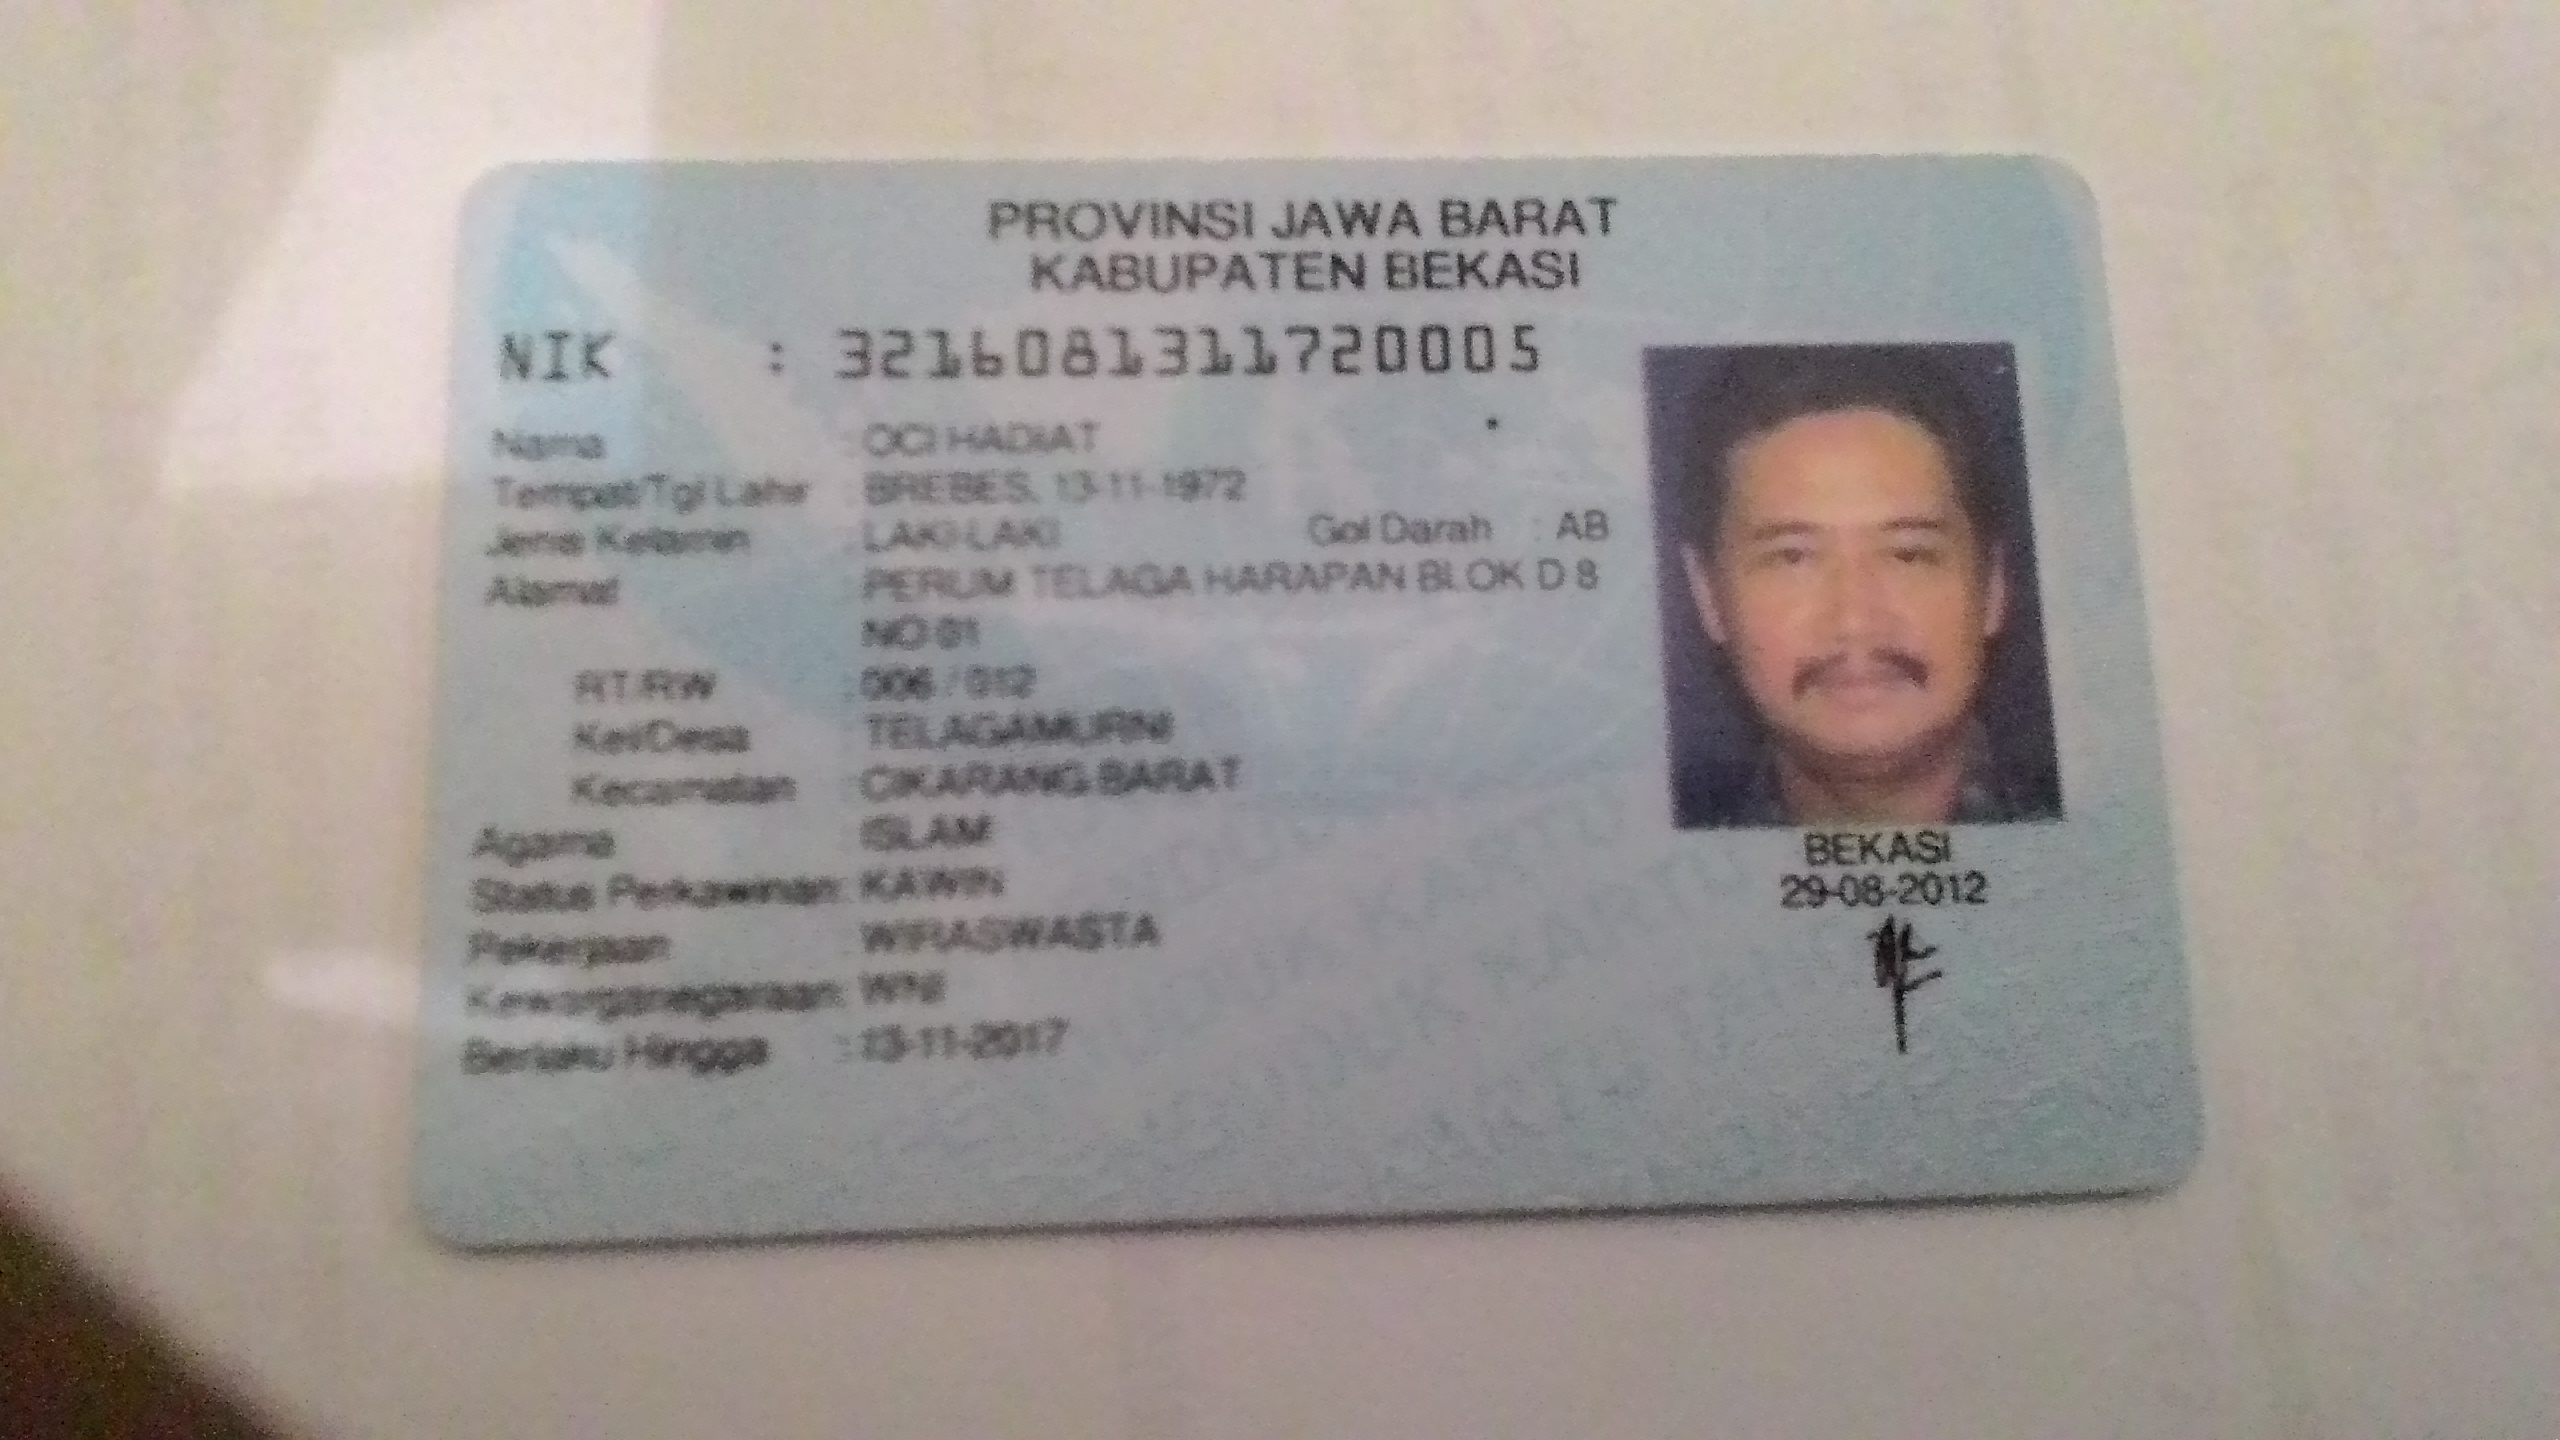 PROVINSI JAWA BARAT
KABUPATEN BEKASI
NIK : 3216081311720005
Nama : OCI HADIAT
Tempat/Tgl Lahir : BREBES, 13-11-1972
Jenis Kelamin : LAKI-LAKI Gol Darah : AB
Alamat : PERUM TELAGA HARAPAN BLOK D 8
NO 91
RT/RW : 006 / 012
Kel/Desa : TELAGAMURNI
Kecamatan : CIKARANG BARAT
Agama : ISLAM
Status Perkawinan: KAWIN
Pekerjaan : WIRASWASTA
Kewarganegaraan: WNI
Berlaku Hingga : 13-11-2017
BEKASI
29-08-2012